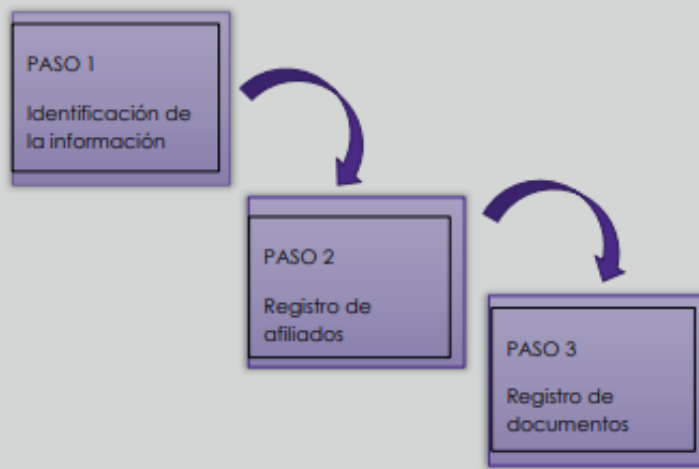 PASO 1
Identificación de
la información
PASO 2
Registro de
afiliados
PASO 3
Registro de
documentos